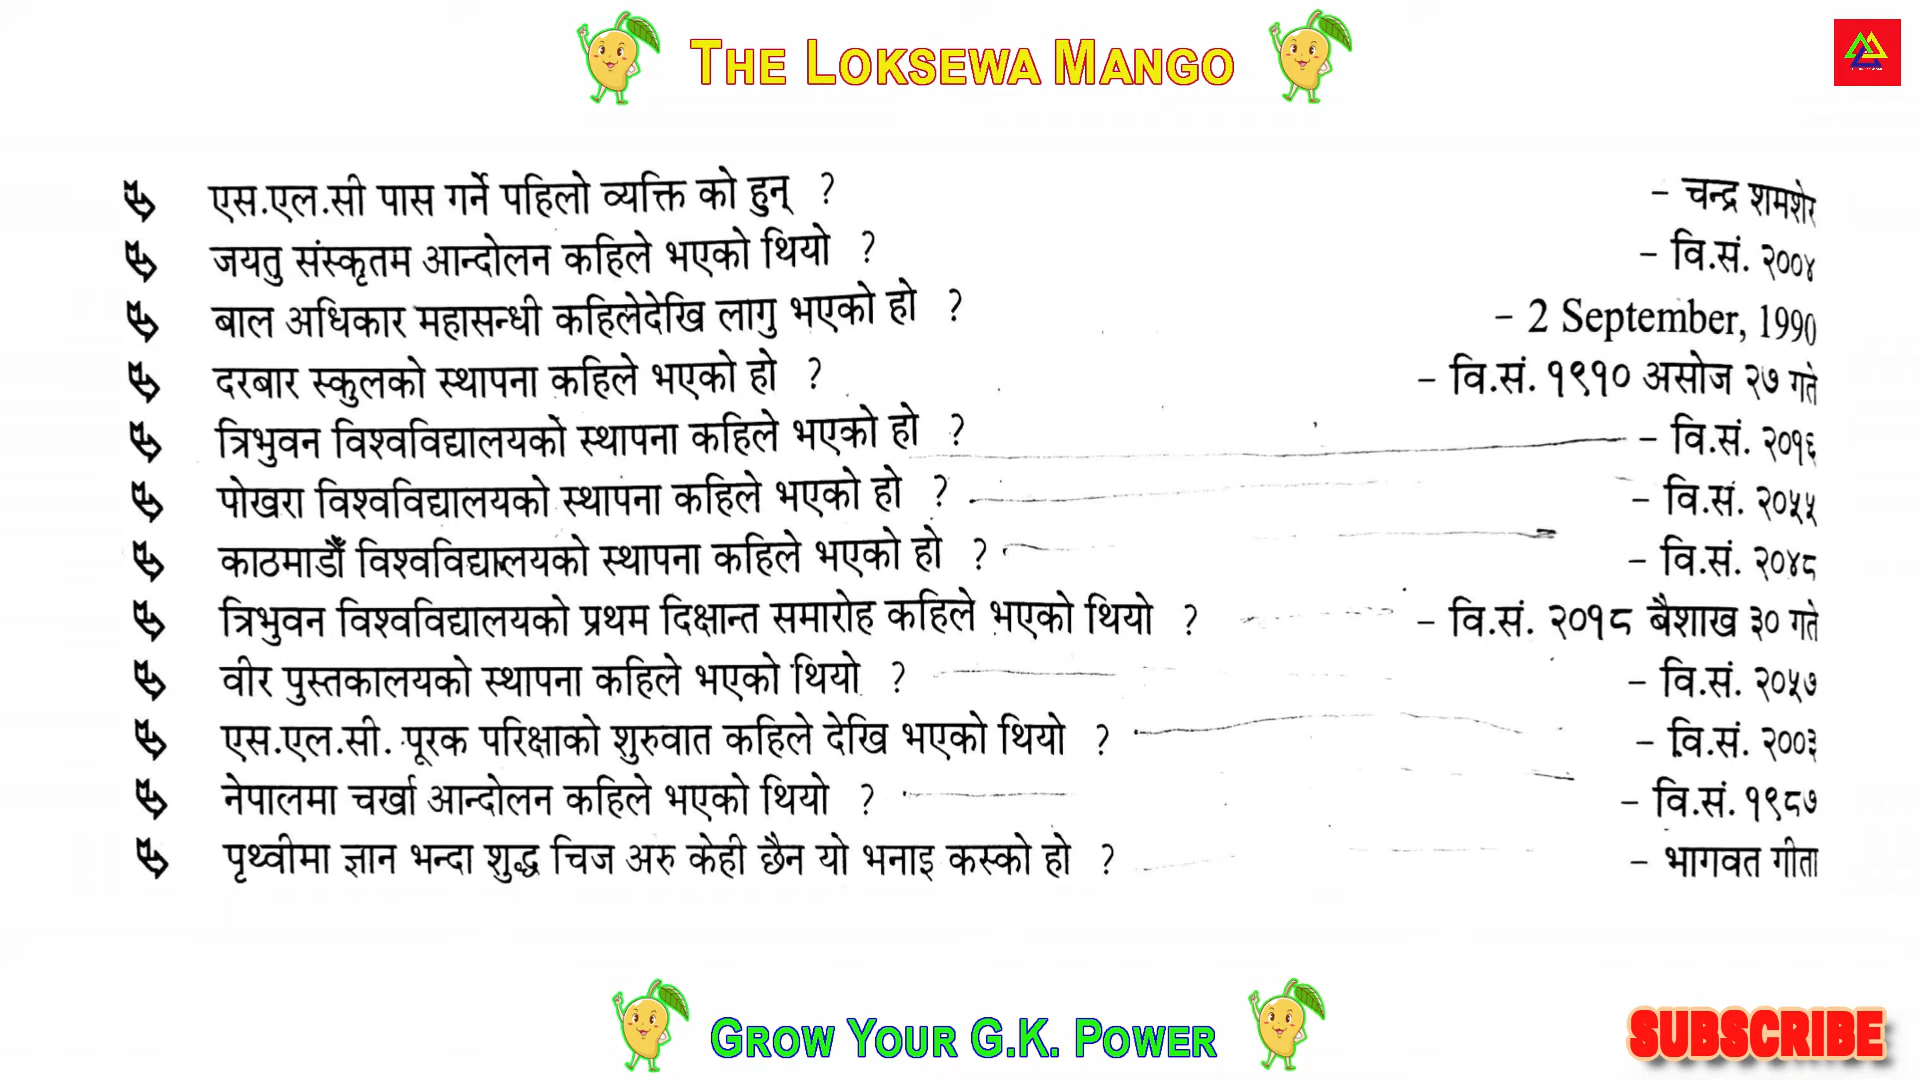 THE LOKSEWA MANGO
एस.एल.सी पास गर्ने पहिलो व्यक्ति को हुन् ? – चन्द्र शमशेर
जयतु संस्कृतम आन्दोलन कहिले भएको थियो ? – वि.सं. २००४
बाल अधिकार महासन्धी कहिलेदेखि लागु भएको हो ? – 2 September, 1990
दरबार स्कुलको स्थापना कहिले भएको हो ? – वि.सं. १९१० असोज २७ गते
त्रिभुवन विश्वविद्यालयको स्थापना कहिले भएको हो ? – वि.सं. २०१६
पोखरा विश्वविद्यालयको स्थापना कहिले भएको हो ? – वि.सं. २०५५
काठमाडौँ विश्वविद्यालयको स्थापना कहिले भएको हो ? – वि.सं. २०४८
त्रिभुवन विश्वविद्यालयको प्रथम दिक्षान्त समारोह कहिले भएको थियो ? – वि.सं. २०१८ बैशाख ३० गते
वीर पुस्तकालयको स्थापना कहिले भएको थियो ? – वि.सं. २०५७
एस.एल.सी. पूरक परिक्षाको शुरुवात कहिले देखि भएको थियो ? – वि.सं. २००३
नेपालमा चर्खा आन्दोलन कहिले भएको थियो ? – वि.सं. १९८७
पृथ्वीमा ज्ञान भन्दा शुद्ध चिज अरु केही छैन यो भनाइ कस्को हो ? – भागवत गीता
GROW YOUR G.K. POWER
SUBSCRIBE